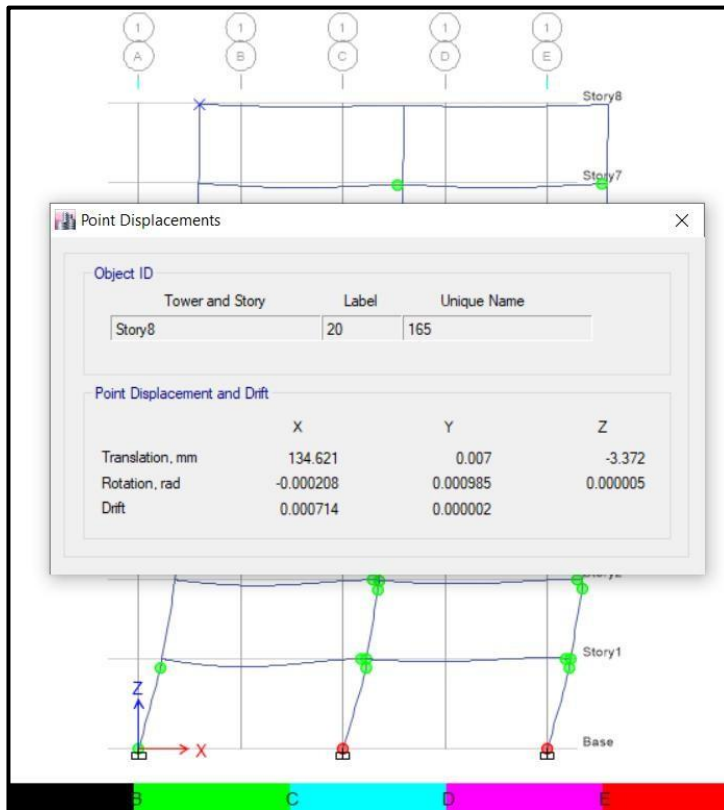 1 1 1 1 1
A B C D E
Story8
Story7
Point Displacements
Object ID
Tower and Story Label Unique Name
Story8 20 165
Point Displacement and Drift
X Y Z
Translation, mm 134.621 0.007 -3.372
Rotation, rad -0.000208 0.000985 0.000005
Drift 0.000714 0.000002
Story2
Story1
Z
X
Base
B C D E